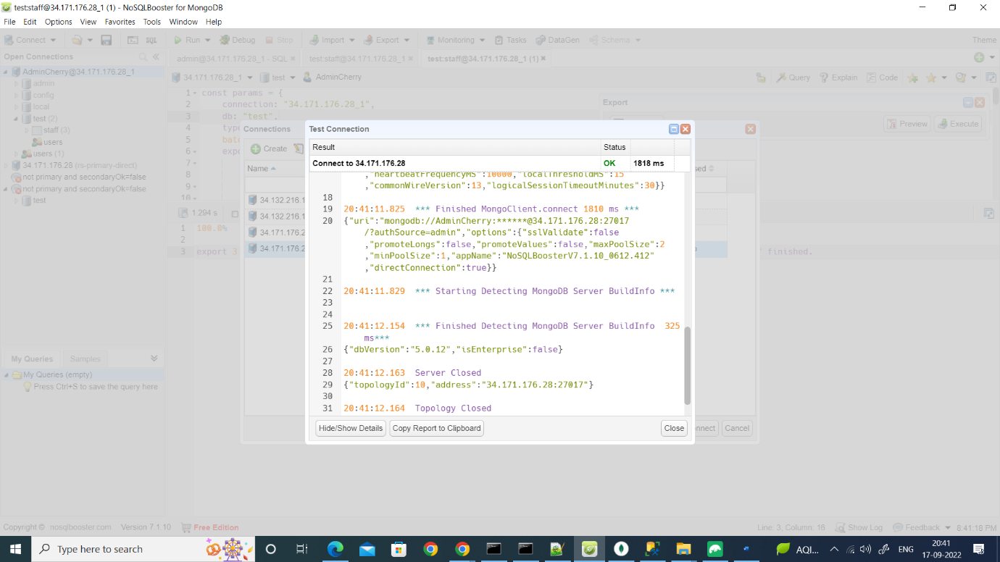 test:staff@34.171.176.28_1 (1) - NoSQLBooster for MongoDB
File Edit Options View Favorites Tools Window Help
Connect SQL Run Debug Stop Import Export Monitoring Tasks DataGen Schema Theme
Open Connections
admin@34.171.176.28_1 - SQL test:staff@34.171.176.28_1 test:staff@34.171.176.28_1 (1)
AdminCherry@34.171.176.28_1
admin
config
local
test (2)
staff (3)
users
users (1)
34.171.176.28 (rs-primary-direct)
not primary and secondaryOk=false
not primary and secondaryOk=false
test
34.171.176.28_1 test AdminCherry Query Explain Code
1 const params = {
2 connection: "34.171.176.28_1",
3 db: "test",
4 type
5 bat
6 exp
7
8
9
10
Export
Preview Execute
1.294 s
1 100.0%
2
3 export 3 finished.
Connections
Create
Name
34.132.216.1
34.132.216.1
34.171.176.2
34.171.176.2
sed
nnect Cancel
Test Connection
Result Status
Connect to 34.171.176.28 OK 1818 ms
,"heartbeatFrequencyMS":10000,"localThresholdMS":15
,"commonWireVersion":13,"logicalSessionTimeoutMinutes":30}}
18
19 20:41:11.825 *** Finished MongoClient.connect 1810 ms ***
20 {"uri":"mongodb://AdminCherry:******@34.171.176.28:27017
/?authSource=admin","options":{"sslValidate":false
,"promoteLongs":false,"promoteValues":false,"maxPoolSize":2
,"minPoolSize":1,"appName":"NoSQLBoosterV7.1.10_0612.412"
,"directConnection":true}}
21
22 20:41:11.829 *** Starting Detecting MongoDB Server BuildInfo ***
23
24
25 20:41:12.154 *** Finished Detecting MongoDB Server BuildInfo 325
ms***
26 {"dbVersion":"5.0.12","isEnterprise":false}
27
28 20:41:12.163 Server Closed
29 {"topologyId":10,"address":"34.171.176.28:27017"}
30
31 20:41:12.164 Topology Closed
Hide/Show Details Copy Report to Clipboard Close
My Queries Samples
My Queries (empty)
Press Ctrl+S to save the query here
Copyright © nosqlbooster.com Version 7.1.10 Free Edition Line: 3, Column: 16 Show Log Feedback 8:41:18 PM
Type here to search
AQI... ENG 20:41
17-09-2022